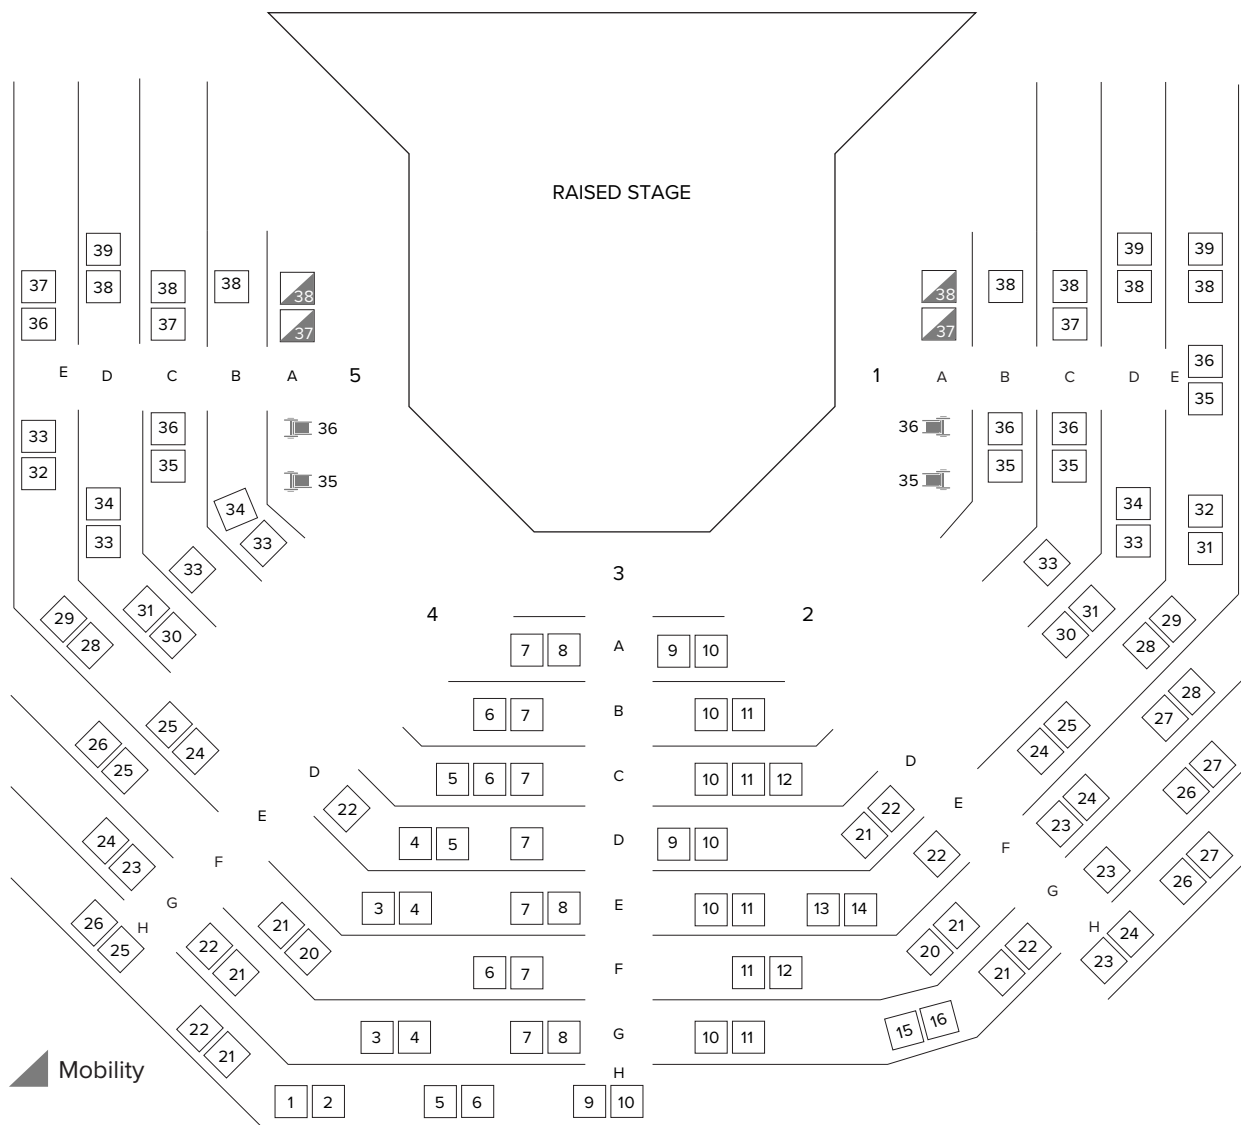 RAISED STAGE
39 39 39
37 38 38 38 38 38 38 38 38 38
36 37 37 37 37
36
E D C B A 5 1 A B C D E
35
33 36 36 36 36 36
32 35 35 35 35 35
34 34 34 32
33 33 33 31
33 33
3
29 31 4 2 31 29
28 30 30 28
7 8 A 9 10
28
6 7 B 10 11 27
25 25
24 24
26 D D 27
25 5 6 7 C 10 11 12 26
22 E E 22 24
21 23
24 4 5 7 D 9 10
23 F F 22 27
23 26
G G
3 4 7 8 E 10 11 13 14
26 H H
25 21 21 24
20 20 23
22 22
21 6 7 F 11 12 21
22 3 4 7 8 G 10 11 15 16
21
Mobility H
1 2 5 6 9 10